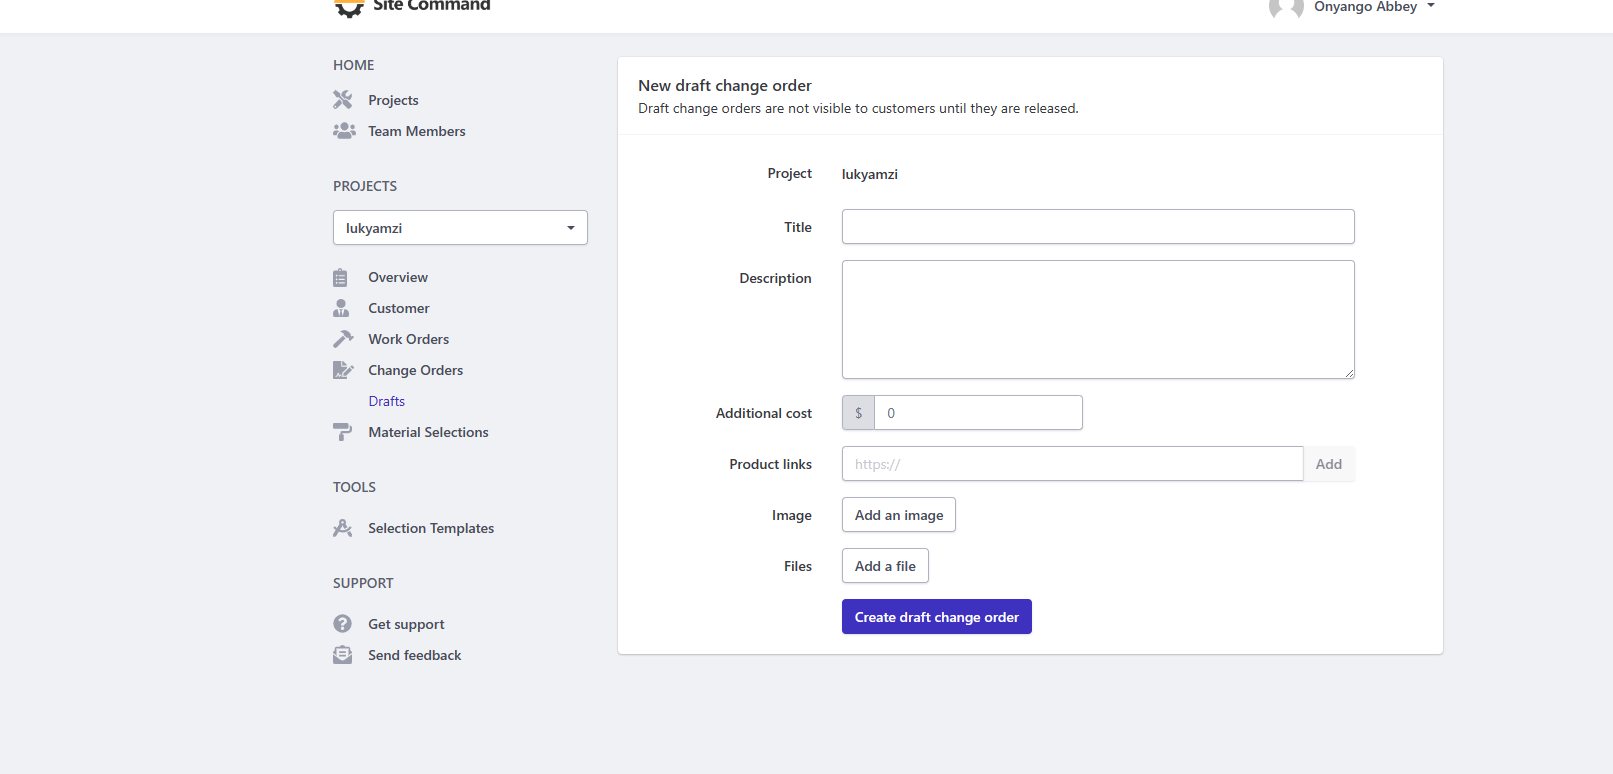 Site Command
Onyango Abbey
HOME
Projects
Team Members
PROJECTS
lukyamzi
Overview
Customer
Work Orders
Change Orders
Drafts
Material Selections
TOOLS
Selection Templates
SUPPORT
Get support
Send feedback
New draft change order
Draft change orders are not visible to customers until they are released.
Project lukyamzi
Title
Description
Additional cost $ 0
Product links https:// Add
Image Add an image
Files Add a file
Create draft change order